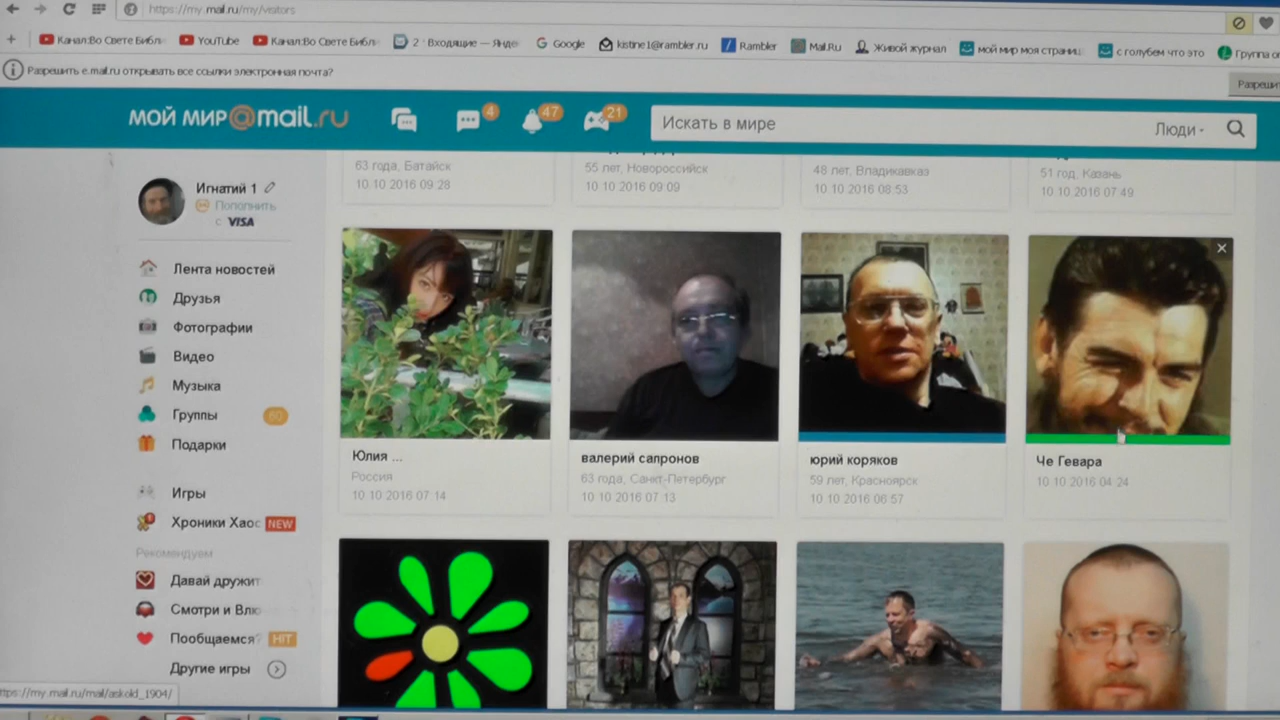 https://my.mail.ru/my/visitors
Канал:Во Свете Библ
YouTube
Канал:Во Свете Библ
2 · Входящие — Янде
Google
kistine1@rambler.ru
Rambler
Mail.Ru
Живой журнал
мой мир моя страниц
с голубем что это
Группа
Разрешить e.mail.ru открывать все ссылки электронная почта?
Разрешит
МОЙ МИР@mail.ru
4
47
21
Искать в мире
Люди
Игнатий 1
Пополнить
с VISA
Лента новостей
Друзья
Фотографии
Видео
Музыка
Группы
Подарки
Игры
Хроники Хаос NEW
Рекомендуем
Давай дружит
Смотри и Влю
Пообщаемся? HIT
Другие игры
63 года, Батайск
10.10.2016 09:28
55 лет, Новороссийск
10.10.2016 09:09
48 лет, Владикавказ
10.10.2016 08:53
51 год, Казань
10.10.2016 07:49
Юлия ...
Россия
10.10.2016 07:14
валерий сапронов
63 года, Санкт-Петербург
10.10.2016 07:13
юрий коряков
59 лет, Красноярск
10.10.2016 06:57
Че Гевара
10.10.2016 04:24
ttps://my.mail.ru/mail/askold_1904/